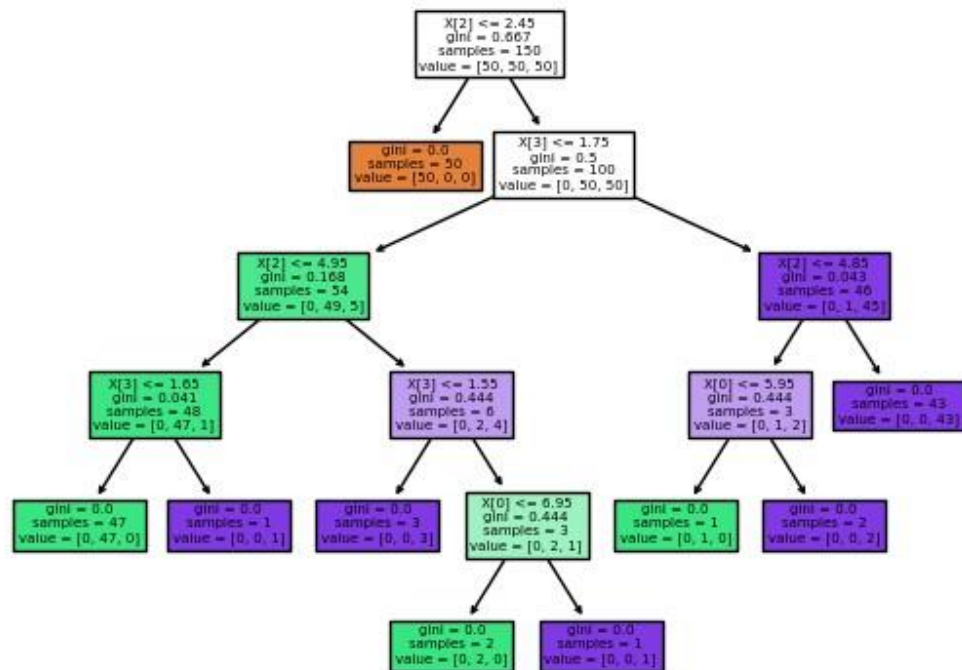 X[2] <= 2.45
gini = 0.667
samples = 150
value = [50, 50, 50]
gini = 0.0
samples = 50
value = [50, 0, 0]
X[3] <= 1.75
gini = 0.5
samples = 100
value = [0, 50, 50]
X[2] <= 4.95
gini = 0.168
samples = 54
value = [0, 49, 5]
X[2] <= 4.85
gini = 0.043
samples = 46
value = [0, 1, 45]
X[3] <= 1.65
gini = 0.041
samples = 48
value = [0, 47, 1]
X[3] <= 1.55
gini = 0.444
samples = 6
value = [0, 2, 4]
X[0] <= 5.95
gini = 0.444
samples = 3
value = [0, 1, 2]
gini = 0.0
samples = 43
value = [0, 0, 43]
gini = 0.0
samples = 47
value = [0, 47, 0]
gini = 0.0
samples = 1
value = [0, 0, 1]
gini = 0.0
samples = 3
value = [0, 0, 3]
X[0] <= 6.95
gini = 0.444
samples = 3
value = [0, 2, 1]
gini = 0.0
samples = 1
value = [0, 1, 0]
gini = 0.0
samples = 2
value = [0, 0, 2]
gini = 0.0
samples = 2
value = [0, 2, 0]
gini = 0.0
samples = 1
value = [0, 0, 1]